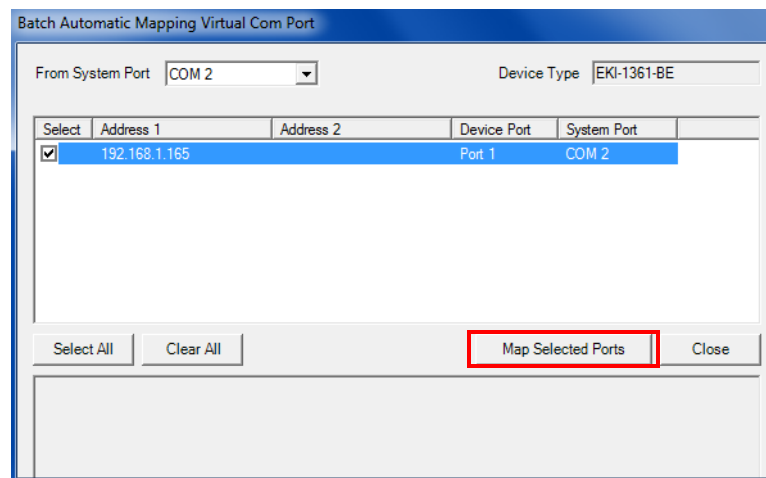 Batch Automatic Mapping Virtual Com Port
From System Port COM 2 Device Type EKI-1361-BE
Select Address 1 Address 2 Device Port System Port
192.168.1.165 Port 1 COM 2
Select All Clear All Map Selected Ports Close